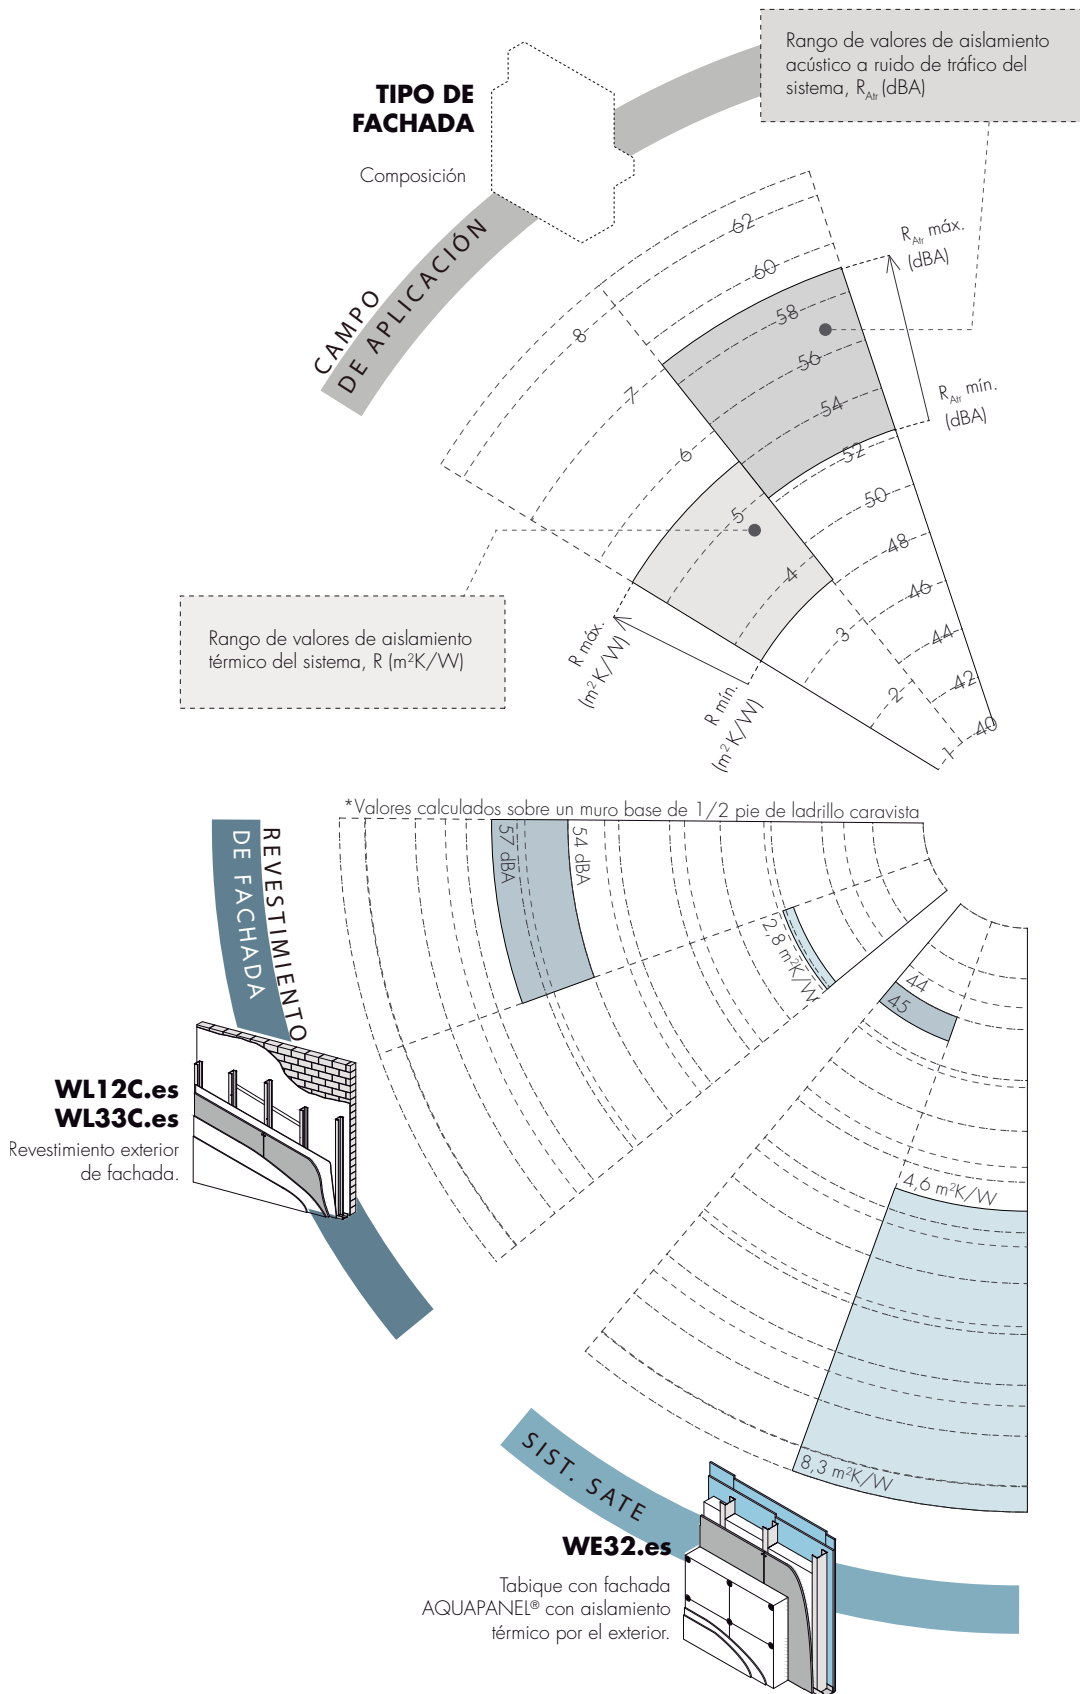 Rango de valores de aislamiento
acústico a ruido de tráfico del
sistema, R_Atr (dBA)
TIPO DE
FACHADA
Composición
CAMPO
DE APLICACIÓN
62
60
58
56
54
52
50
48
46
44
42
40
8
7
6
5
4
3
2
1
R_Atr máx.
(dBA)
R_Atr mín.
(dBA)
Rango de valores de aislamiento
térmico del sistema, R (m²K/W)
R máx.
(m² K/W)
R mín.
(m² K/W)
*Valores calculados sobre un muro base de 1/2 pie de ladrillo caravista
REVESTIMIENTO
DE FACHADA
57 dBA
54 dBA
2,8 m²K/W
WL12C.es
WL33C.es
Revestimiento exterior
de fachada.
44
45
4,6 m²K/W
8,3 m²K/W
SIST. SATE
WE32.es
Tabique con fachada
AQUAPANEL® con aislamiento
térmico por el exterior.